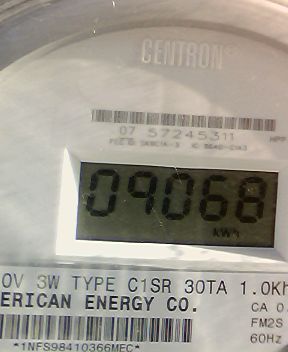 CENTRON®
07 57245311
09068
kWh
0V 3W TYPE C1SR 30TA 1.0Kh
ERICAN ENERGY CO.
CA 0.
FM2S
60Hz
*1NFS98410366MEC*